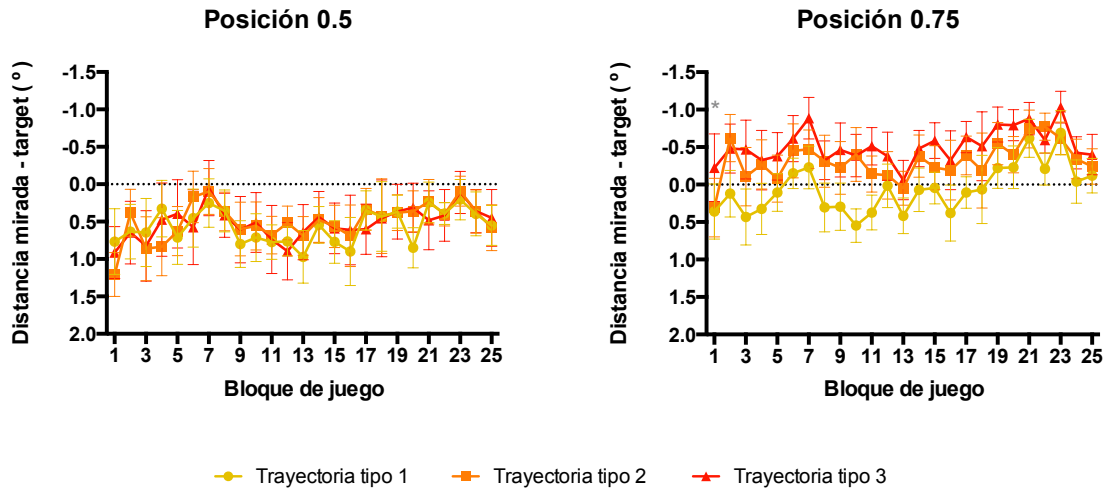 Posición 0.5
Distancia mirada - target ( º )
-1.5
-1.0
-0.5
0.0
0.5
1.0
1.5
2.0
1 3 5 7 9 11 13 15 17 19 21 23 25
Bloque de juego
Posición 0.75
Distancia mirada - target ( º )
-1.5
-1.0
-0.5
0.0
0.5
1.0
1.5
2.0
*
1 3 5 7 9 11 13 15 17 19 21 23 25
Bloque de juego
Trayectoria tipo 1 Trayectoria tipo 2 Trayectoria tipo 3